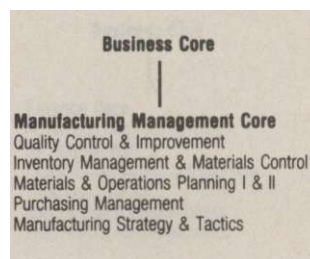 Business Core
Manufacturing Management Core
Quality Control & Improvement
Inventory Management & Materials Control
Materials & Operations Planning I & II
Purchasing Management
Manufacturing Strategy & Tactics